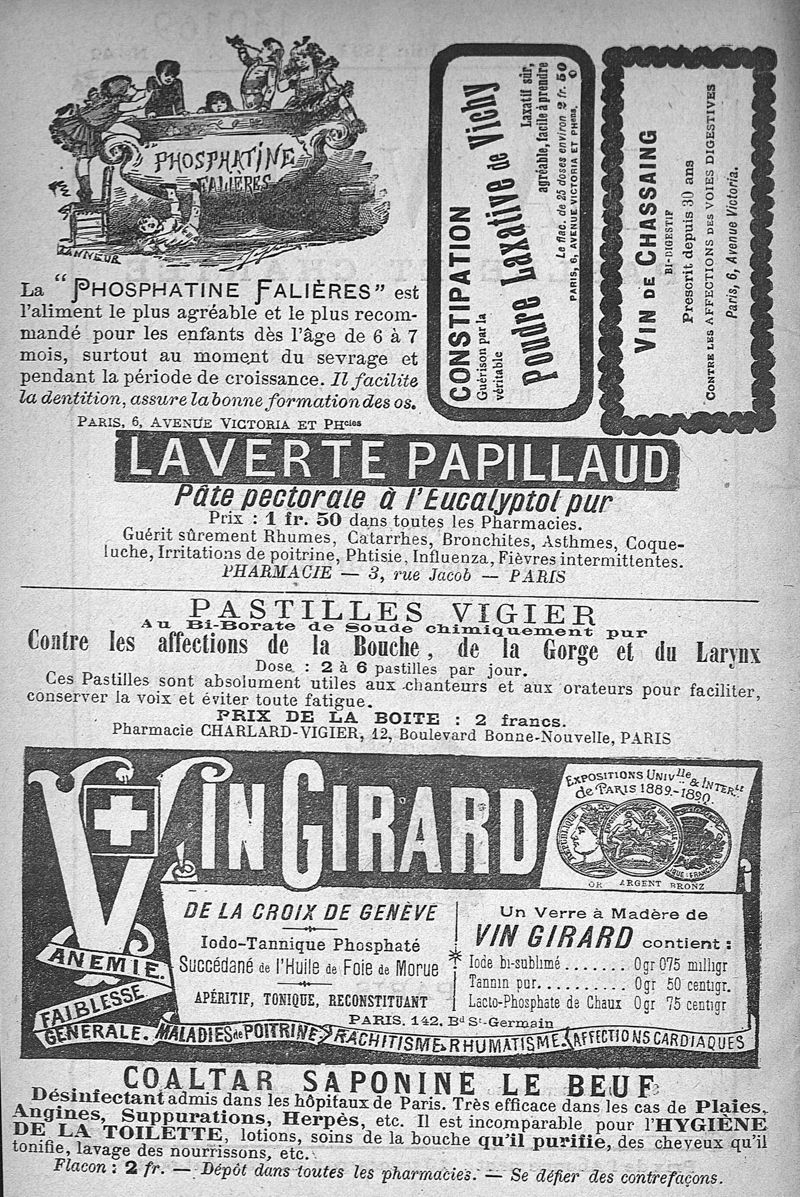 PHOSPHATINE
FALIERES
La "PHOSPHATINE FALIÈRES" est
l'aliment le plus agréable et le plus recom-
mandé pour les enfants dès l'âge de 6 à 7
mois, surtout au moment du sevrage et
pendant la période de croissance. Il facilite
la dentition, assure la bonne formation des os.
PARIS, 6, AVENUE VICTORIA ET PHcies
CONSTIPATION
Guérison par la
véritable
Poudre Laxative de Vichy
Laxatif sûr,
agréable, facile à prendre
Le flac. de 25 doses environ 2 fr. 50
PARIS, 6, AVENUE VICTORIA ET PHies
VIN DE CHASSAING
BI-DIGESTIF
Prescrit depuis 30 ans
CONTRE LES AFFECTIONS DES VOIES DIGESTIVES
Paris, 6, Avenue Victoria.
LAVERTE PAPILLAUD
Pâte pectorale à l'Eucalyptol pur
Prix : 1 fr. 50 dans toutes les Pharmacies.
Guérit sûrement Rhumes, Catarrhes, Bronchites, Asthmes, Coque-
luche, Irritations de poitrine, Phtisie, Influenza, Fièvres intermittentes.
PHARMACIE — 3, rue Jacob — PARIS
PASTILLES VIGIER
Au Bi-Borate de Soude chimiquement pur
Contre les affections de la Bouche, de la Gorge et du Larynx
Dose : 2 à 6 pastilles par jour.
Ces Pastilles sont absolument utiles aux chanteurs et aux orateurs pour faciliter,
conserver la voix et éviter toute fatigue.
PRIX DE LA BOITE : 2 francs.
Pharmacie CHARLARD-VIGIER, 12, Boulevard Bonne-Nouvelle, PARIS
VIN GIRARD
EXPOSITIONS UNIVlle & INTERle
de PARIS 1889-1890.
OR ARGENT BRONZ
DE LA CROIX DE GENÈVE
Iodo-Tannique Phosphaté
Succédané de l'Huile de Foie de Morue
APÉRITIF, TONIQUE, RECONSTITUANT
Un Verre à Madère de
VIN GIRARD contient :
Iode bi-sublimé....... 0gr 075 milligr
Tannin pur........... 0gr 50 centigr.
Lacto-Phosphate de Chaux 0gr 75 centigr
PARIS. 142. Bd St-Germain
ANEMIE.
FAIBLESSE
GÉNÉRALE. MALADIES de POITRINE RACHITISME RHUMATISME AFFECTIONS CARDIAQUES
COALTAR SAPONINE LE BEUF
Désinfectant admis dans les hôpitaux de Paris. Très efficace dans les cas de Plaies,
Angines, Suppurations, Herpès, etc. Il est incomparable pour l'HYGIÈNE
DE LA TOILETTE, lotions, soins de la bouche qu'il purifie, des cheveux qu'il
tonifie, lavage des nourrissons, etc.
Flacon : 2 fr. — Dépôt dans toutes les pharmacies. — Se défier des contrefaçons.